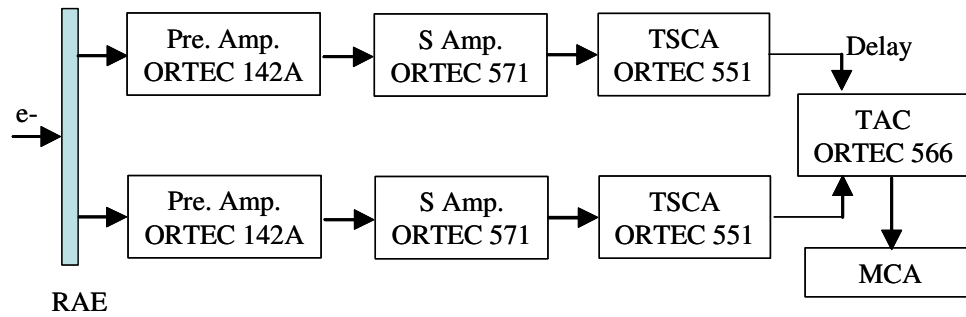 Pre. Amp.
ORTEC 142A
S Amp.
ORTEC 571
TSCA
ORTEC 551
Delay
e-
TAC
ORTEC 566
Pre. Amp.
ORTEC 142A
S Amp.
ORTEC 571
TSCA
ORTEC 551
MCA
RAE